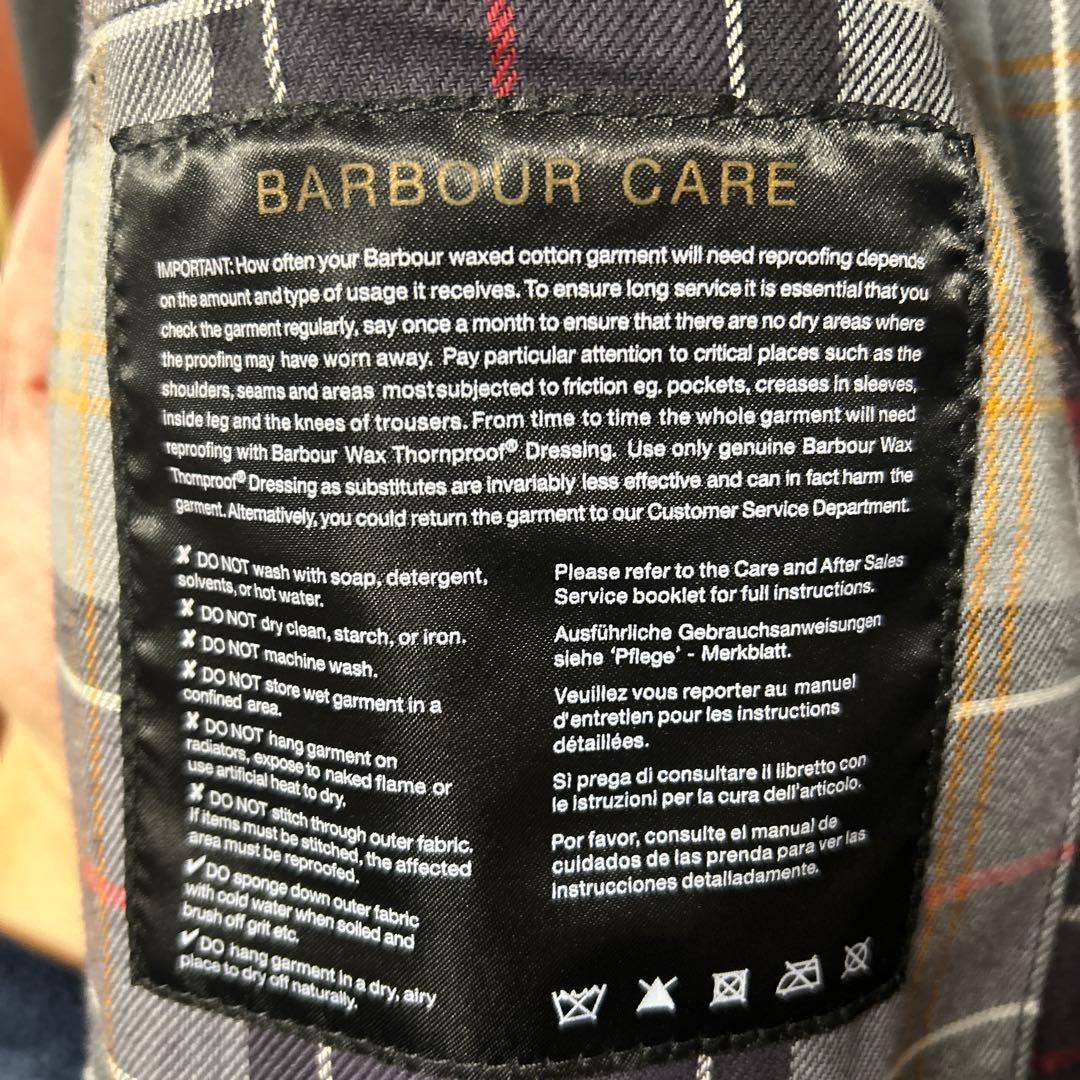 BARBOUR CARE
IMPORTANT: How often your Barbour waxed cotton garment will need reproofing depends
on the amount and type of usage it receives. To ensure long service it is essential that you
check the garment regularly, say once a month to ensure that there are no dry areas where
the proofing may have worn away. Pay particular attention to critical places such as the
shoulders, seams and areas most subjected to friction eg. pockets, creases in sleeves,
inside leg and the knees of trousers. From time to time the whole garment will need
reproofing with Barbour Wax Thornproof® Dressing. Use only genuine Barbour Wax
Thornproof® Dressing as substitutes are invariably less effective and can in fact harm the
garment. Alternatively, you could return the garment to our Customer Service Department.
✘ DO NOT wash with soap, detergent,
solvents, or hot water.
✘ DO NOT dry clean, starch, or iron.
✘ DO NOT machine wash.
✘ DO NOT store wet garment in a
confined area.
✘ DO NOT hang garment on
radiators, expose to naked flame or
use artificial heat to dry.
✘ DO NOT stitch through outer fabric.
If items must be stitched, the affected
area must be reproofed.
✔ DO sponge down outer fabric
with cold water when soiled and
brush off grit etc.
✔ DO hang garment in a dry, airy
place to dry off naturally.
Please refer to the Care and After Sales
Service booklet for full instructions.
Ausführliche Gebrauchsanweisungen
siehe ‘Pflege’ - Merkblatt.
Veuillez vous reporter au manuel
d'entretien pour les instructions
détaillées.
Si prega di consultare il libretto con
le istruzioni per la cura dell'articolo.
Por favor, consulte el manual de
cuidados de las prenda para ver las
instrucciones detalladamente.